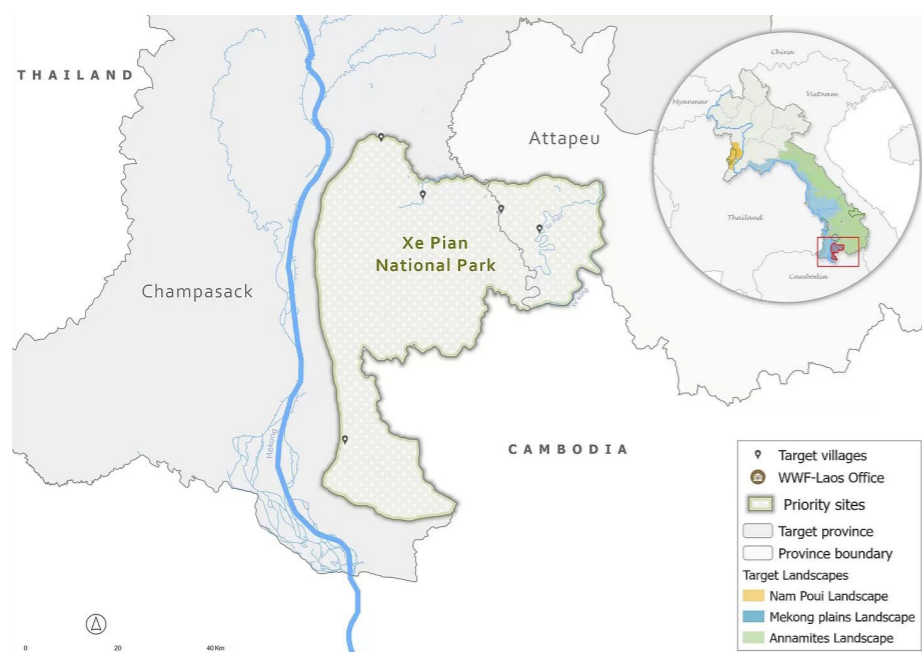 THAILAND
Attapeu
Xe Pian
National Park
Champasack
Mekong
CAMBODIA
China
Myanmar
Vietnam
Thailand
Cambodia
Target villages
WWF-Laos Office
Priority sites
Target province
Province boundary
Target Landscapes
Nam Poui Landscape
Mekong plains Landscape
Annamites Landscape
0 20 40 Km